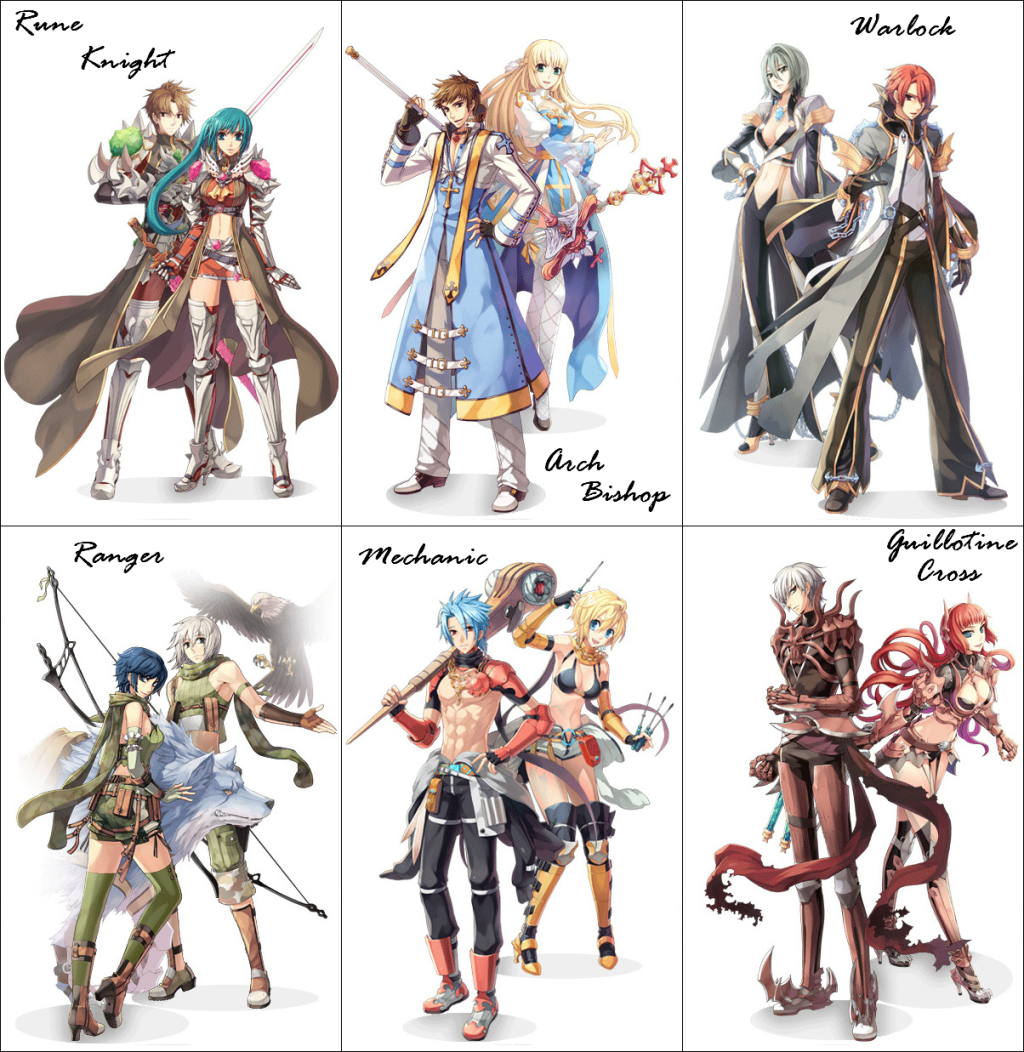 Rune
Knight
Arch
Bishop
Warlock
Ranger
Mechanic
Guillotine
Cross